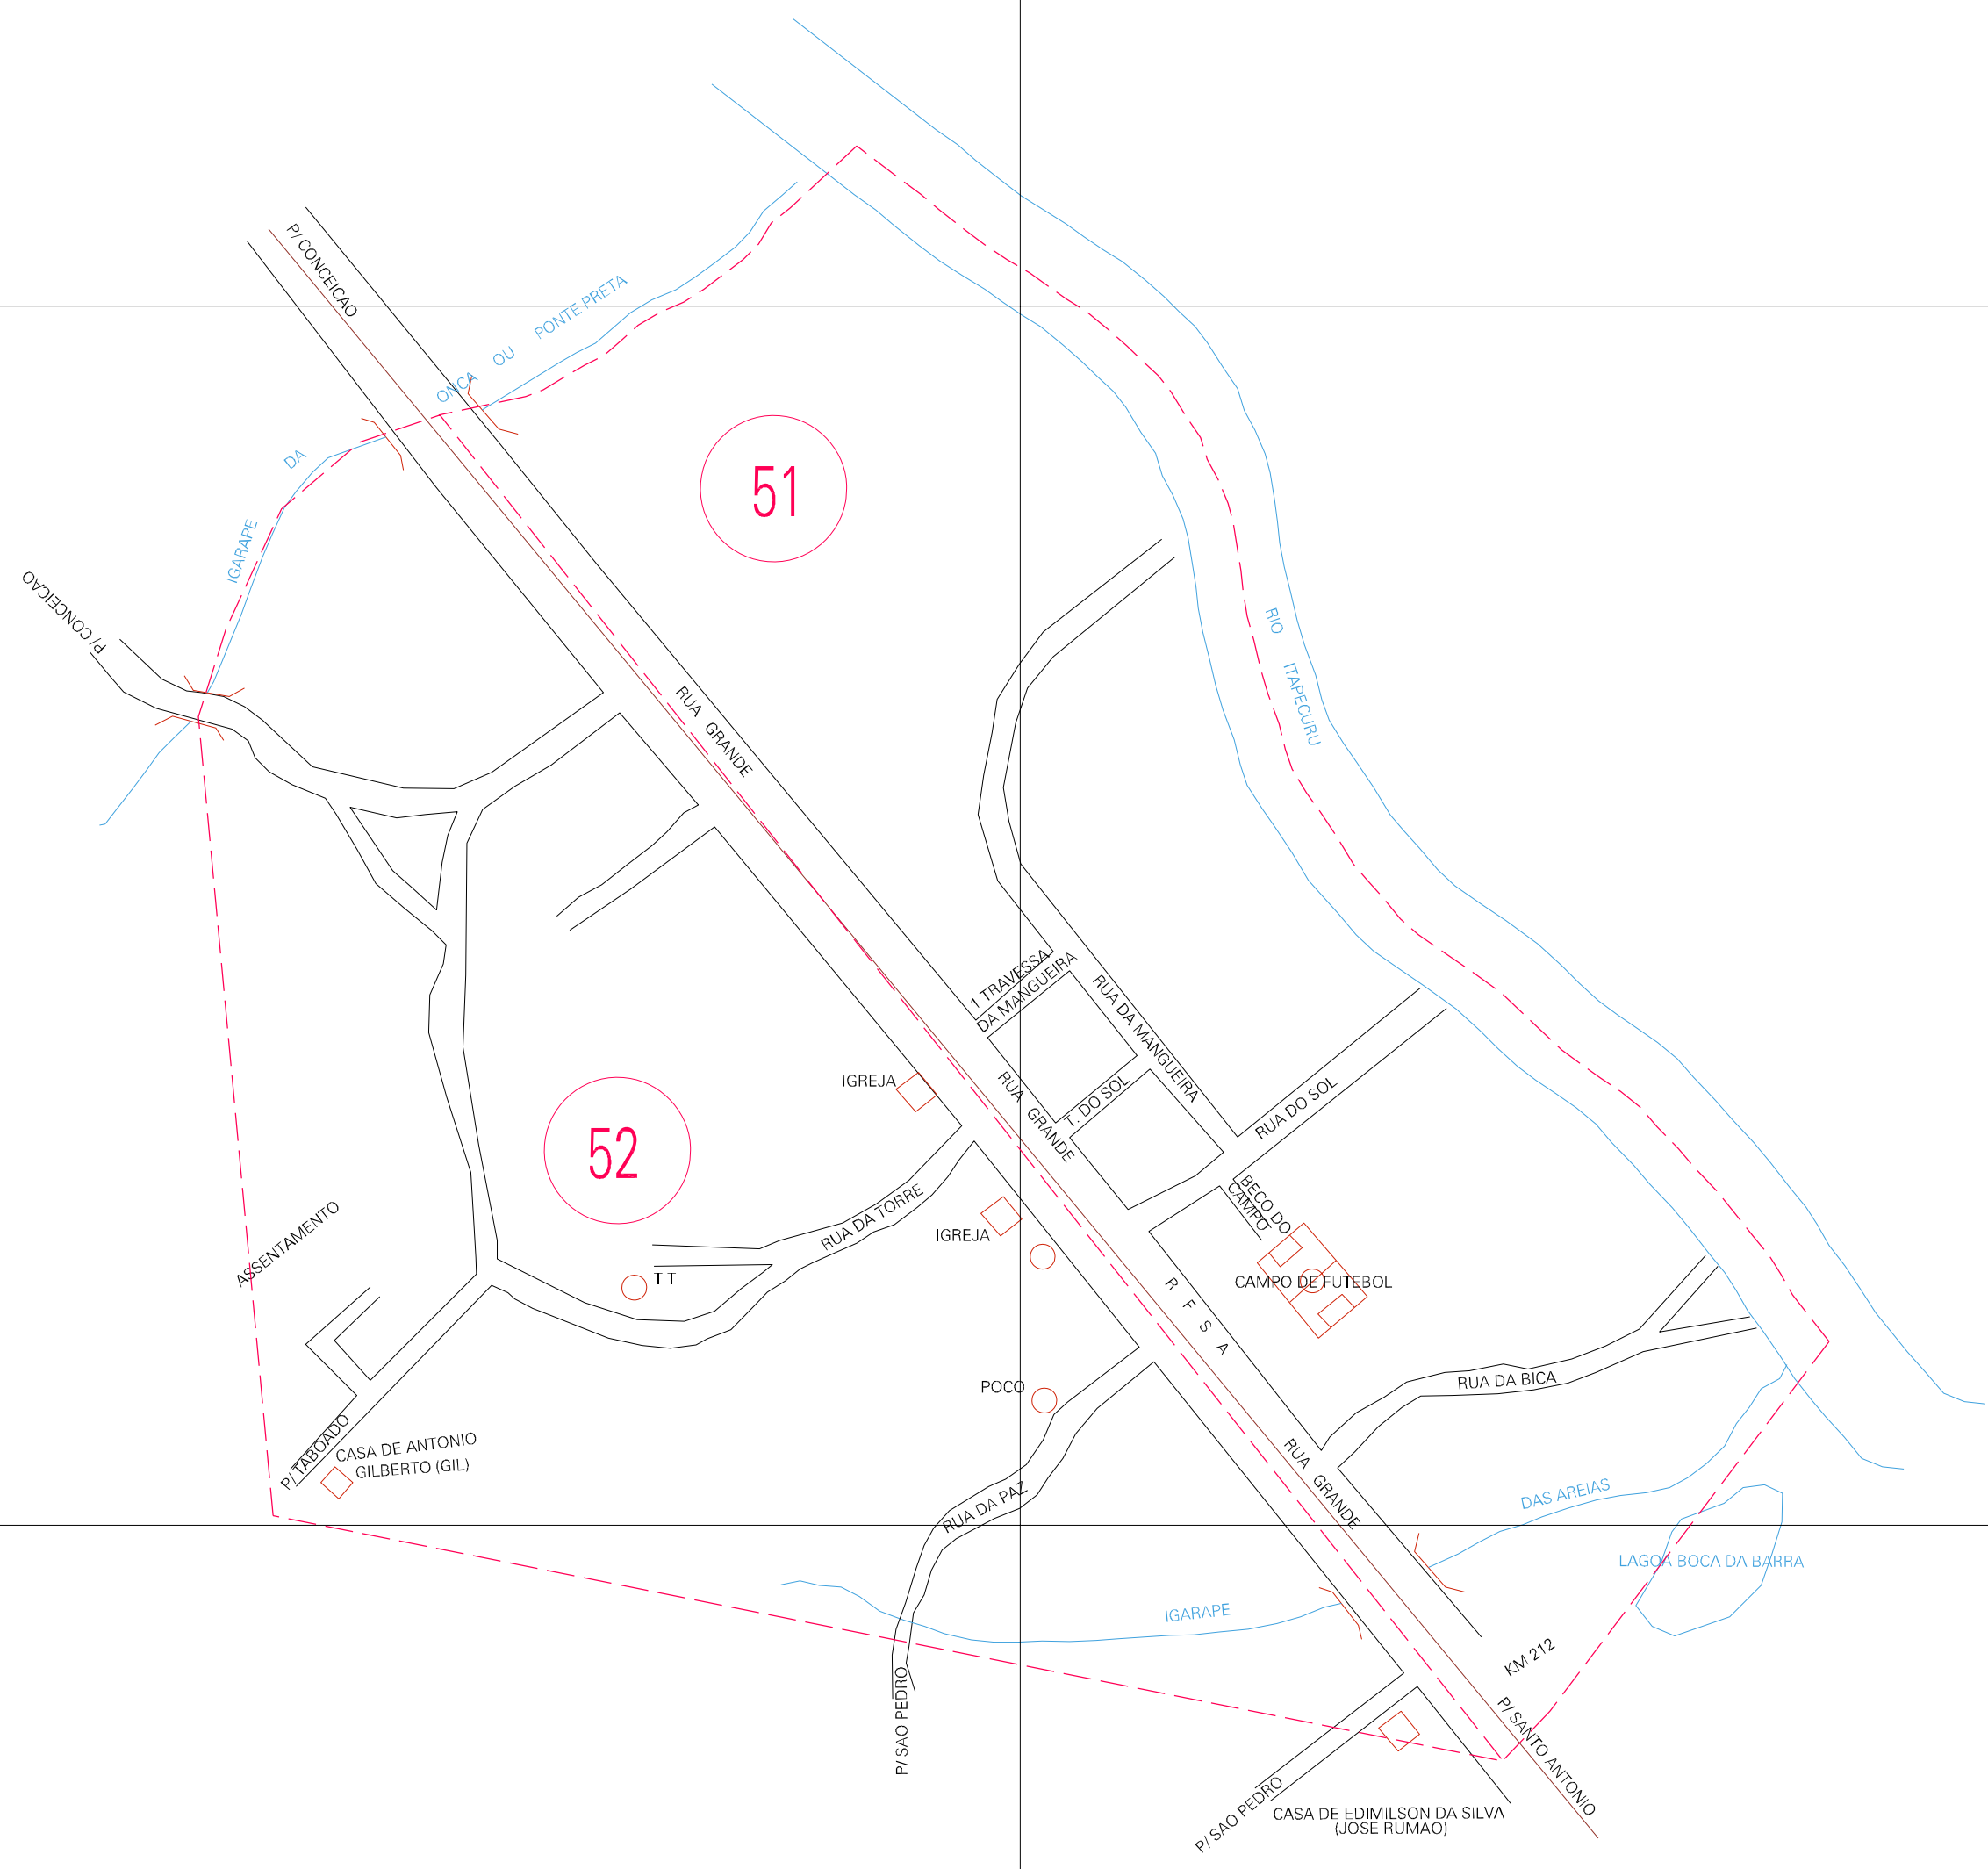 P/ CONCEICAO
ONCA OU PONTE PRETA
DA
IGARAPE
51
P/ CONCEICAO
RIO ITAPECURU
RUA GRANDE
1 TRAVESSA
DA MANGUEIRA
RUA DA MANGUEIRA
IGREJA
RUA GRANDE
T. DO SOL
RUA DO SOL
52
BECO DO
CAMPO
ASSENTAMENTO
RUA DA TORRE
IGREJA
T T
CAMPO DE FUTEBOL
R F S A
POCO
RUA DA BICA
P/ TABOADO
CASA DE ANTONIO
GILBERTO (GIL)
RUA GRANDE
RUA DA PAZ
DAS AREIAS
LAGOA BOCA DA BARRA
IGARAPE
KM 212
P/ SAO PEDRO
P/ SANTO ANTONIO
P/ SAO PEDRO
CASA DE EDIMILSON DA SILVA
(JOSE RUMAO)